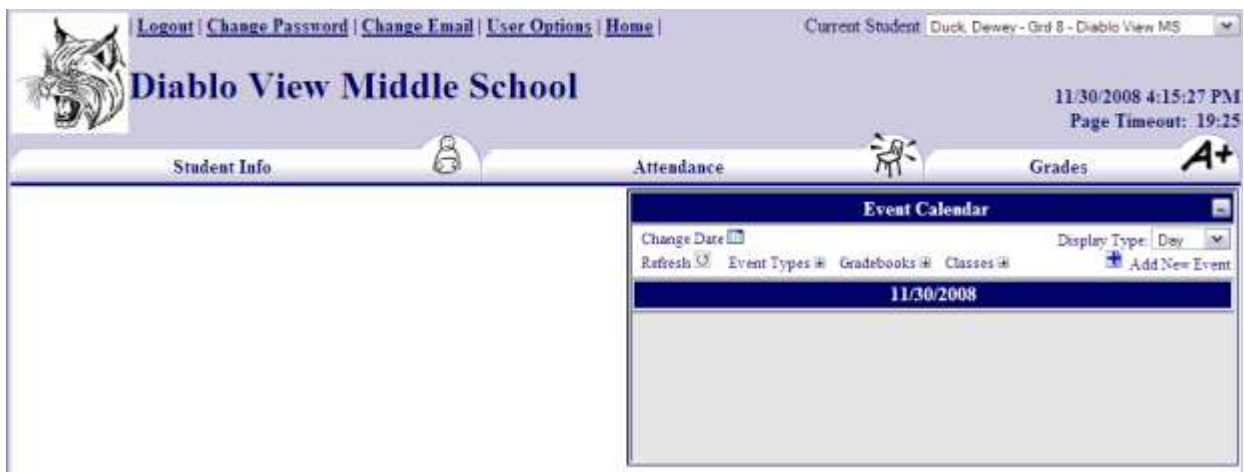 | Logout | Change Password | Change Email | User Options | Home |
Current Student Duck, Dewey - Grd 8 - Diablo View MS
Diablo View Middle School
11/30/2008 4:15:27 PM
Page Timeout: 19:25
Student Info Attendance Grades A+
Event Calendar
Change Date Display Type: Day
Refresh Event Types Gradebooks Classes Add New Event
11/30/2008